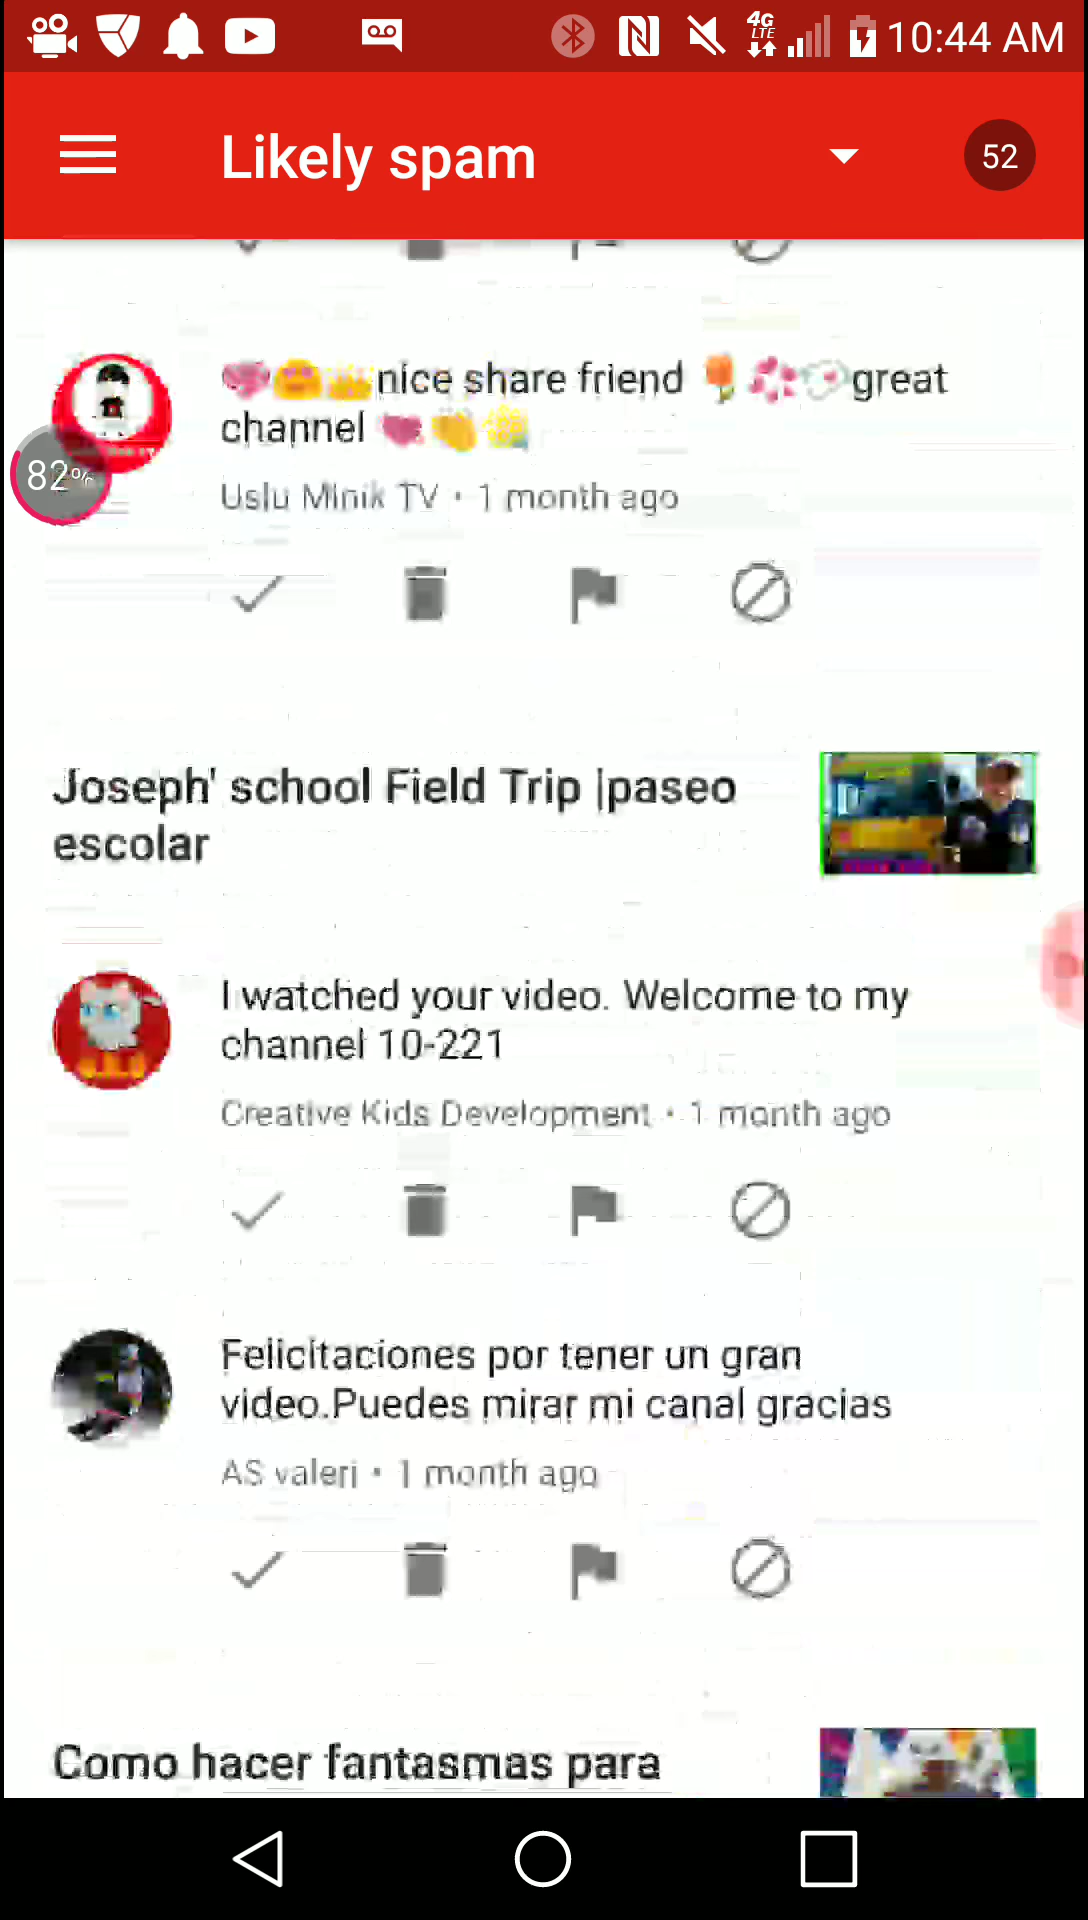 4G
LTE
10:44 AM
Likely spam
52
nice share friend great
channel
82%
Uslu Minik TV • 1 month ago
Joseph' school Field Trip |paseo
escolar
I watched your video. Welcome to my
channel 10-221
Creative Kids Development • 1 month ago
Felicitaciones por tener un gran
video.Puedes mirar mi canal gracias
AS valeri • 1 month ago
Como hacer fantasmas para